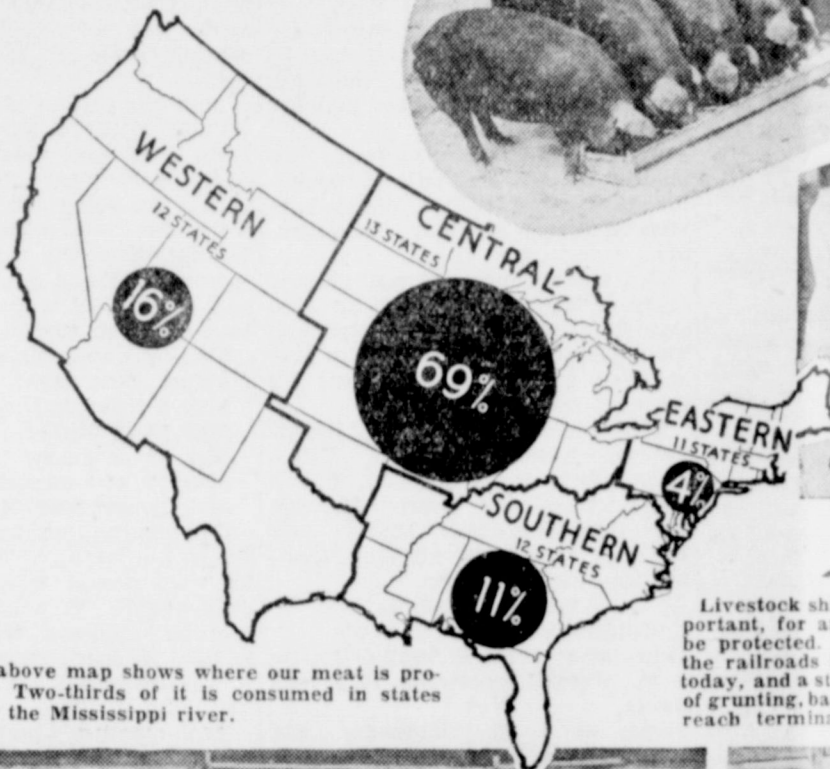 WESTERN
12 STATES
16%
CENTRAL
13 STATES
69%
EASTERN
11 STATES
4%
SOUTHERN
12 STATES
11%
above map shows where our meat is pro-
Two-thirds of it is consumed in states
the Mississippi river.
Livestock sh
portant, for a
be protected.
the railroads
today, and a st
of grunting, ba
reach termin